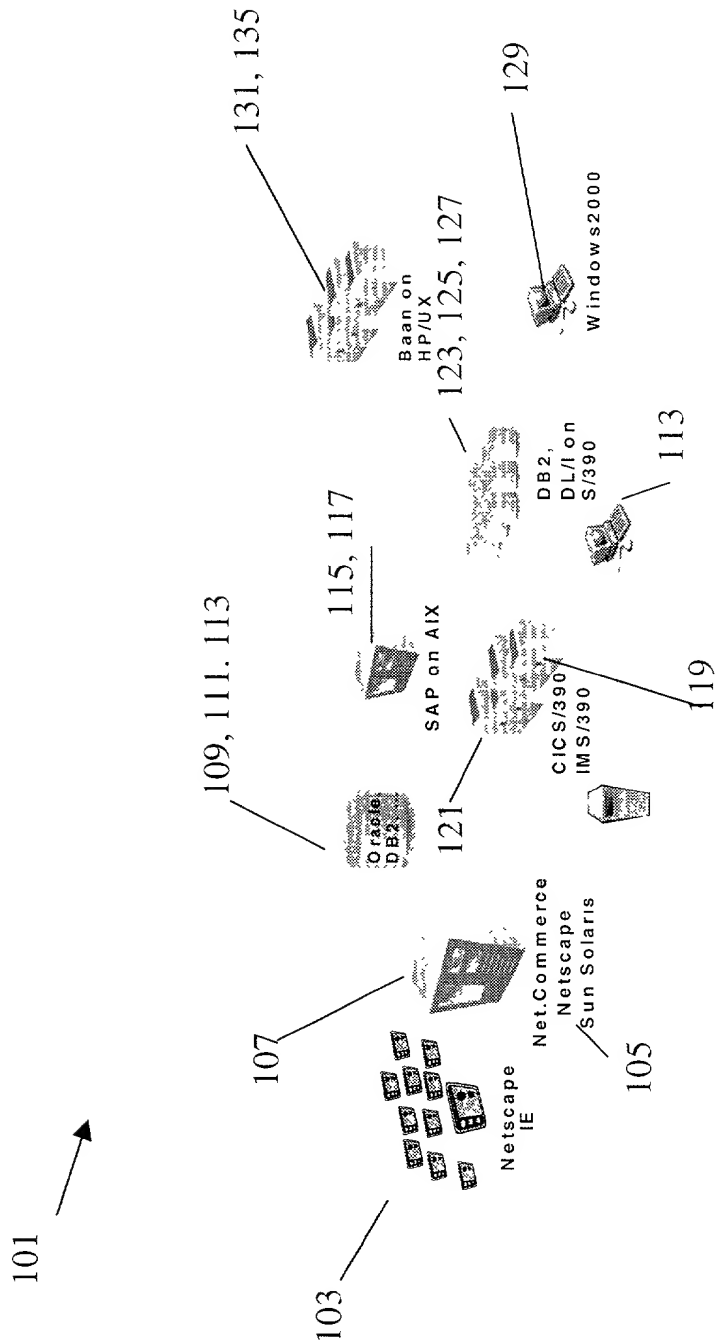 101
103
Netscape
IE
107
Net.Commerce
Netscape
Sun Solaris
105
109, 111. 113
Oracle,
DB2,...
115, 117
SAP on AIX
121
CICS/390
IMS/390
119
131, 135
Baan on
HP/UX
123, 125, 127
DB2,
DL/I on
S/390
113
129
Windows2000